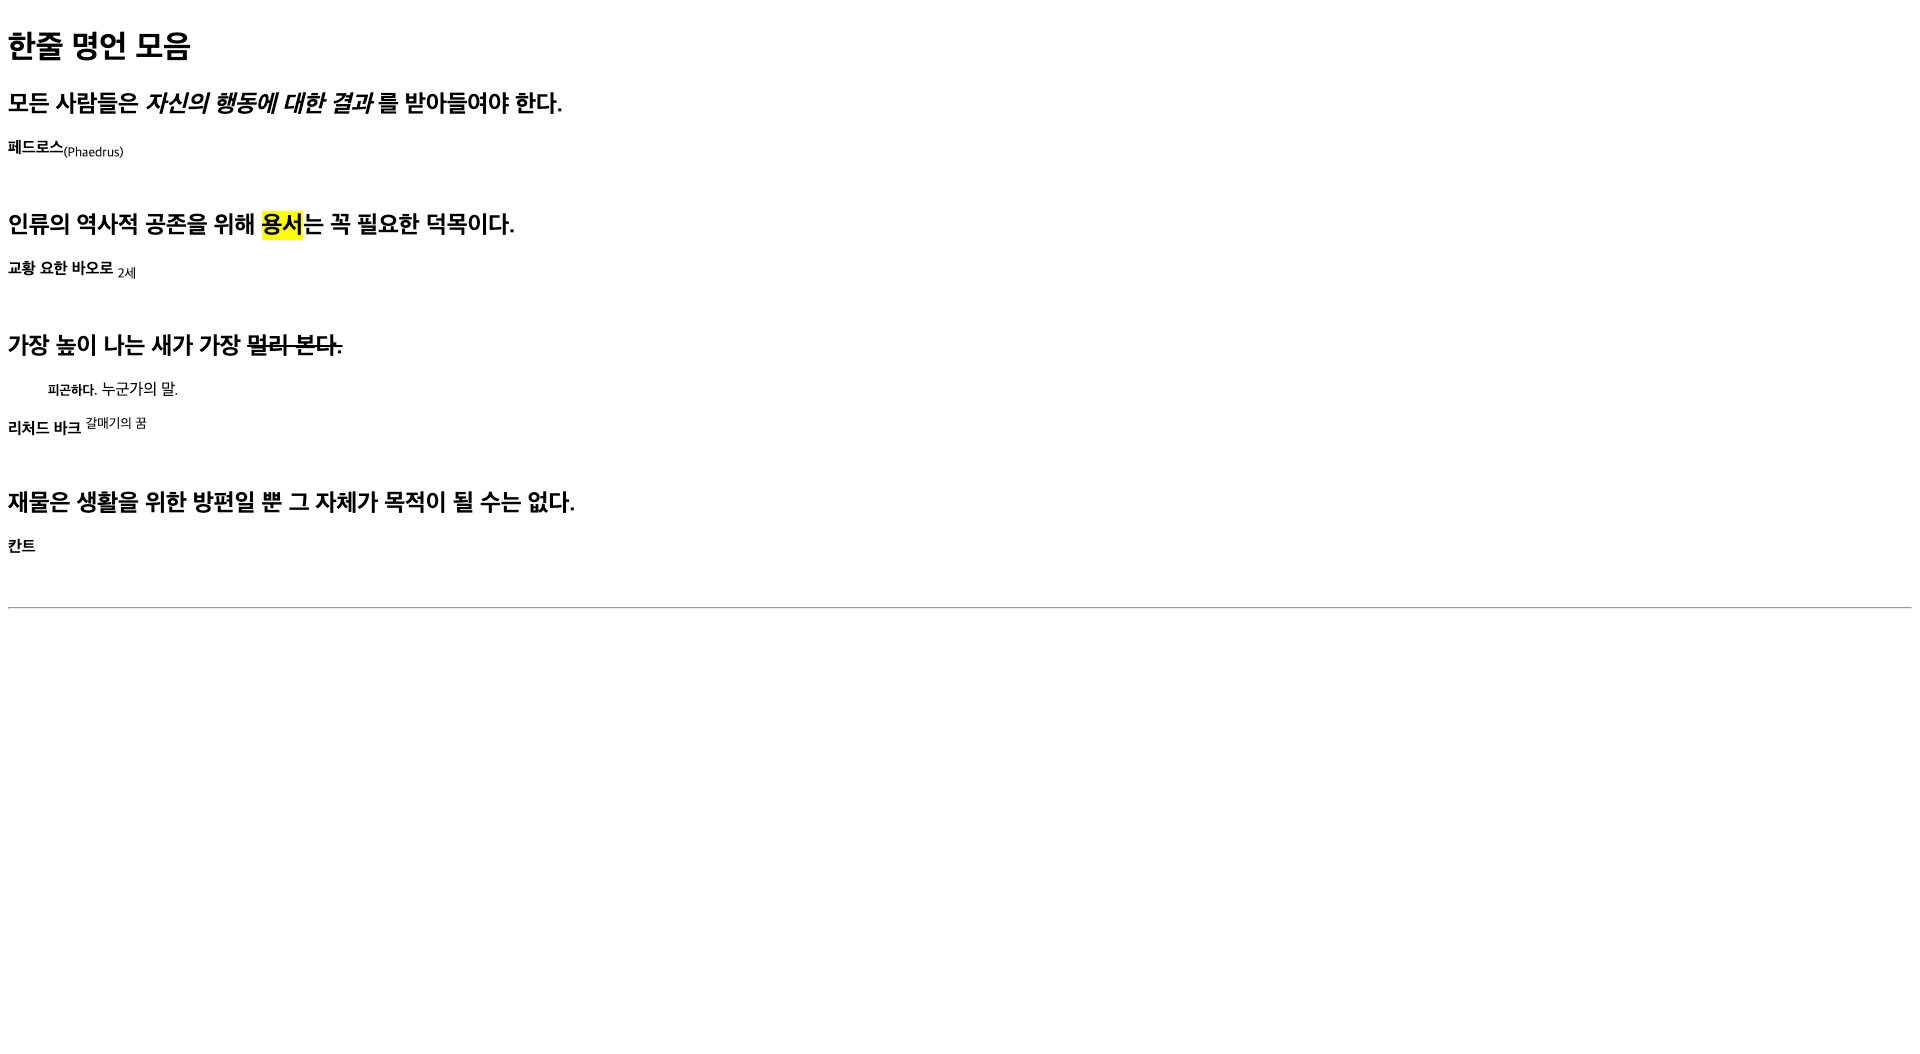 한줄 명언 모음
모든 사람들은 자신의 행동에 대한 결과 를 받아들여야 한다.
페드로스(Phaedrus)
인류의 역사적 공존을 위해 용서는 꼭 필요한 덕목이다.
교황 요한 바오로 2세
가장 높이 나는 새가 가장 멀리 본다.
피곤하다. 누군가의 말.
리처드 바크 갈매기의 꿈
재물은 생활을 위한 방편일 뿐 그 자체가 목적이 될 수는 없다.
칸트